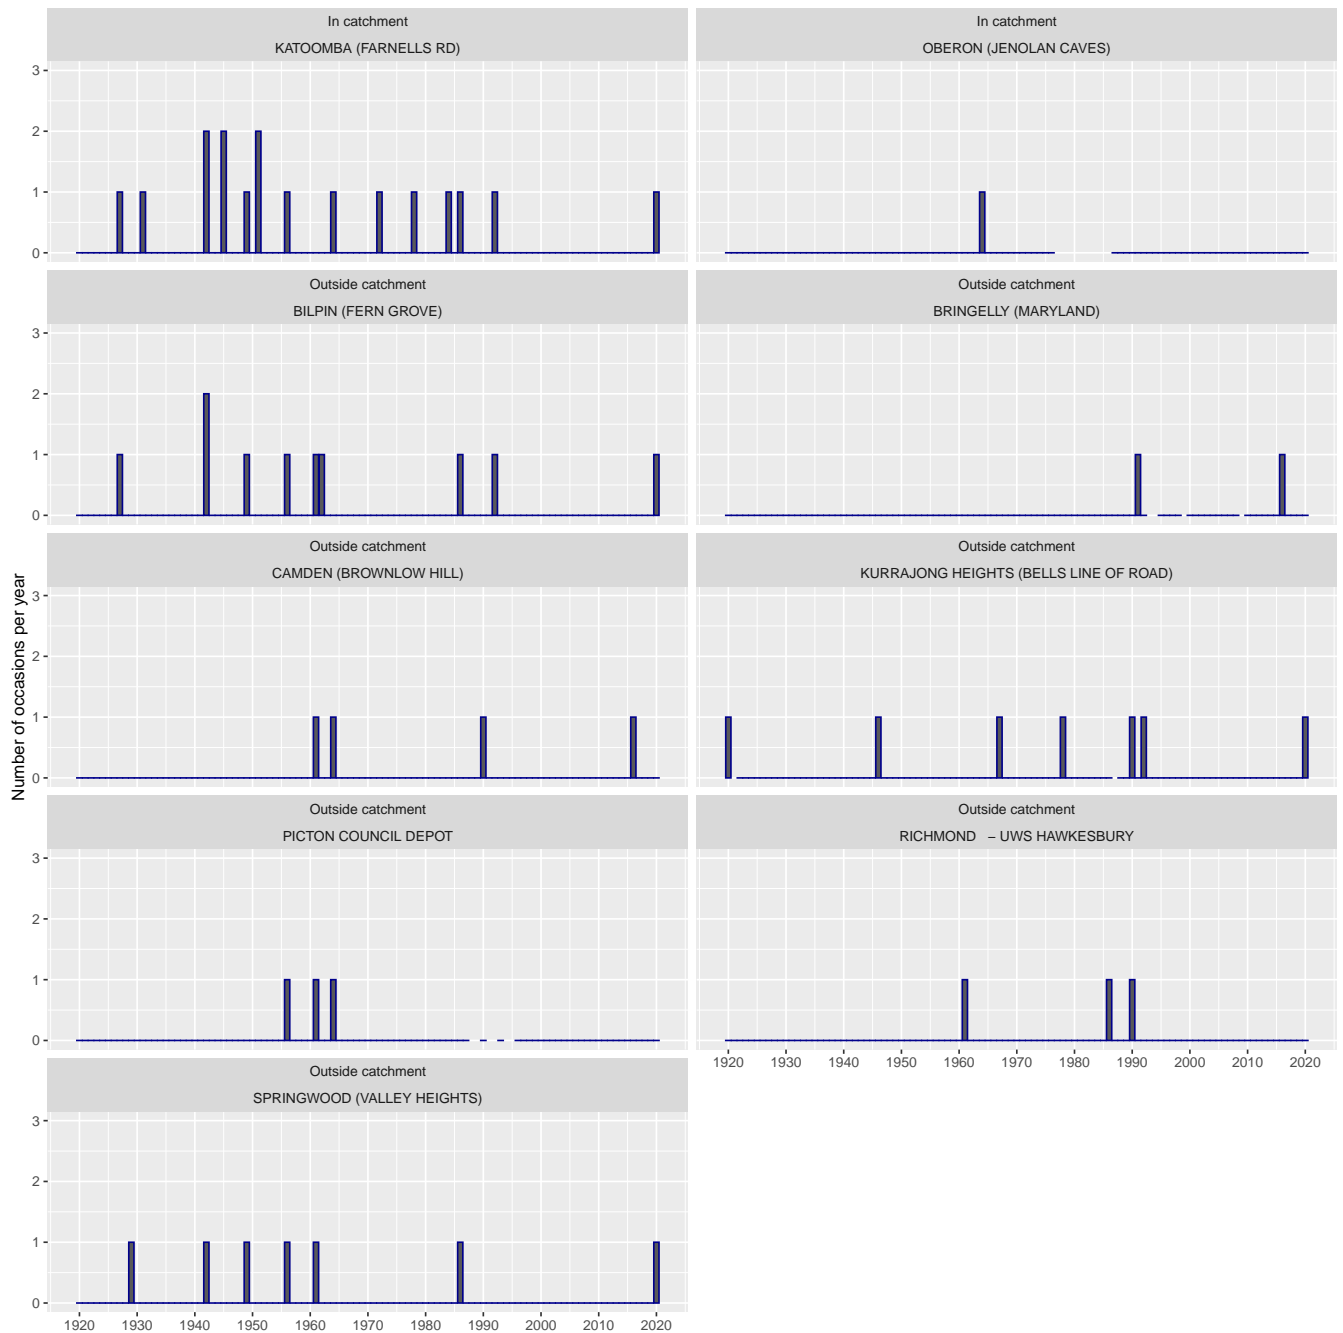 In catchment
KATOOMBA (FARNELLS RD)
In catchment
OBERON (JENOLAN CAVES)
3
2
1
0
Outside catchment
BILPIN (FERN GROVE)
Outside catchment
BRINGELLY (MARYLAND)
3
2
1
0
Outside catchment
CAMDEN (BROWNLOW HILL)
Outside catchment
KURRAJONG HEIGHTS (BELLS LINE OF ROAD)
Number of occasions per year
3
2
1
0
Outside catchment
PICTON COUNCIL DEPOT
Outside catchment
RICHMOND – UWS HAWKESBURY
3
2
1
0
1920 1930 1940 1950 1960 1970 1980 1990 2000 2010 2020
Outside catchment
SPRINGWOOD (VALLEY HEIGHTS)
3
2
1
0
1920 1930 1940 1950 1960 1970 1980 1990 2000 2010 2020